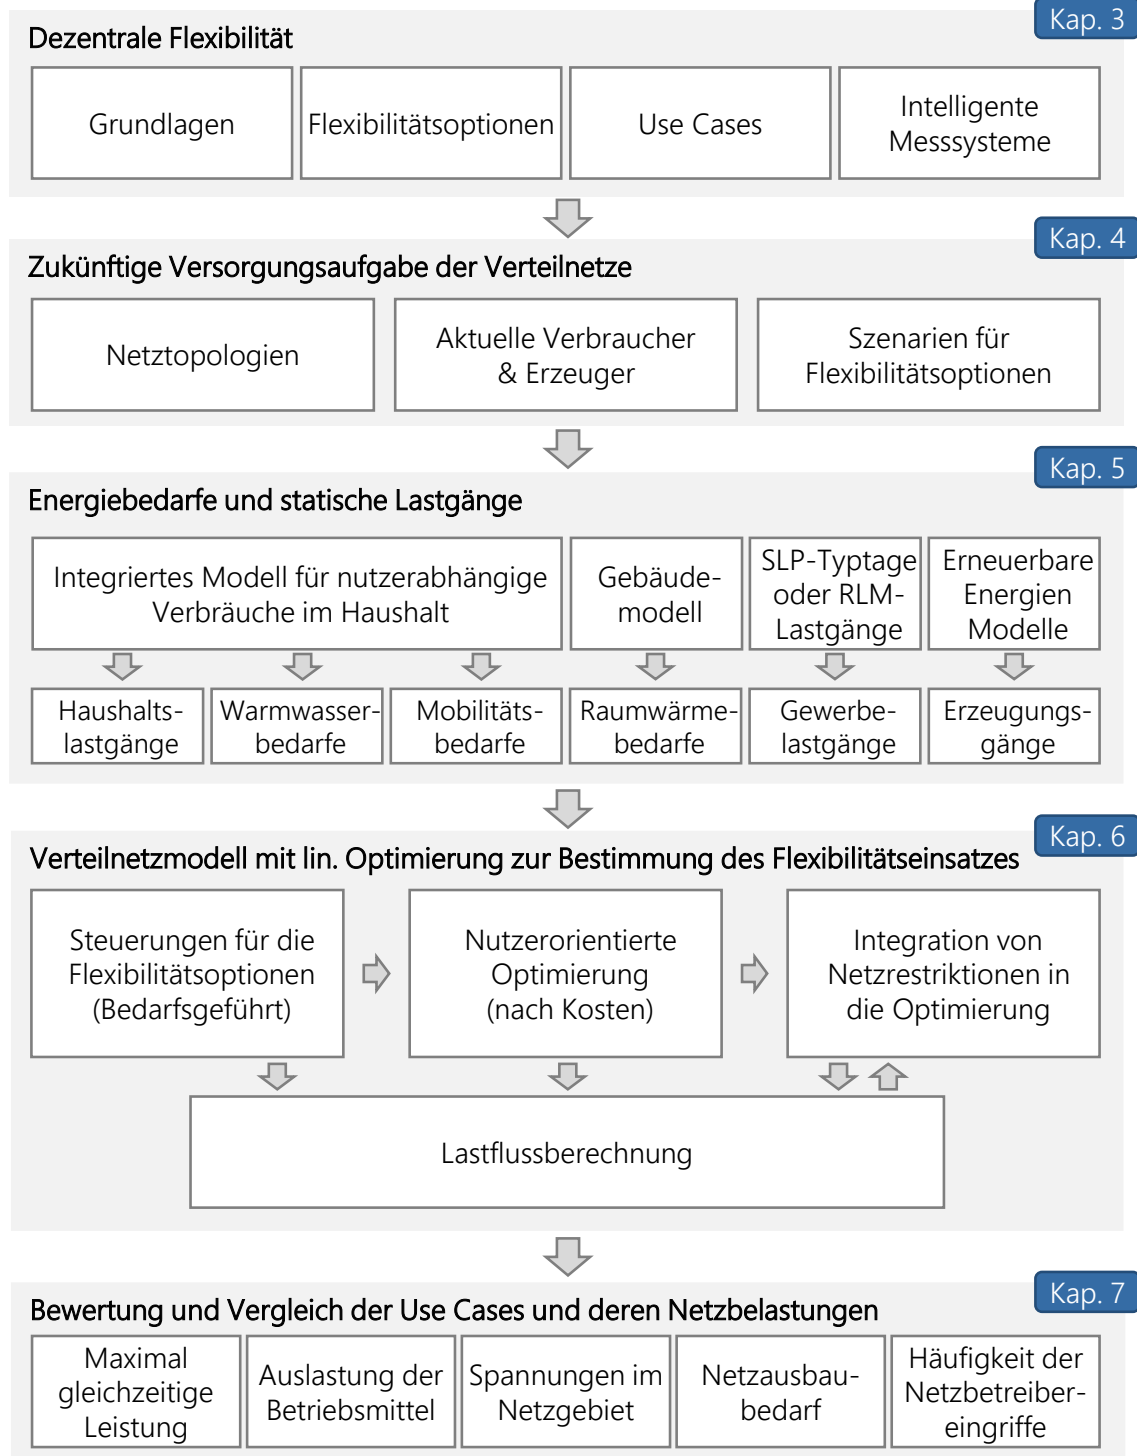 Kap. 3
Dezentrale Flexibilität
Grundlagen
Flexibilitätsoptionen
Use Cases
Intelligente
Messsysteme
Kap. 4
Zukünftige Versorgungsaufgabe der Verteilnetze
Netztopologien
Aktuelle Verbraucher
& Erzeuger
Szenarien für
Flexibilitätsoptionen
Kap. 5
Energiebedarfe und statische Lastgänge
Integriertes Modell für nutzerabhängige
Verbräuche im Haushalt
Gebäude-
modell
SLP-Typtage
oder RLM-
Lastgänge
Erneuerbare
Energien
Modelle
Haushalts-
lastgänge
Warmwasser-
bedarfe
Mobilitäts-
bedarfe
Raumwärme-
bedarfe
Gewerbe-
lastgänge
Erzeugungs-
gänge
Kap. 6
Verteilnetzmodell mit lin. Optimierung zur Bestimmung des Flexibilitätseinsatzes
Steuerungen für die
Flexibilitätsoptionen
(Bedarfsgeführt)
Nutzerorientierte
Optimierung
(nach Kosten)
Integration von
Netzrestriktionen in
die Optimierung
Lastflussberechnung
Kap. 7
Bewertung und Vergleich der Use Cases und deren Netzbelastungen
Maximal
gleichzeitige
Leistung
Auslastung der
Betriebsmittel
Spannungen im
Netzgebiet
Netzausbau-
bedarf
Häufigkeit der
Netzbetreiber-
eingriffe